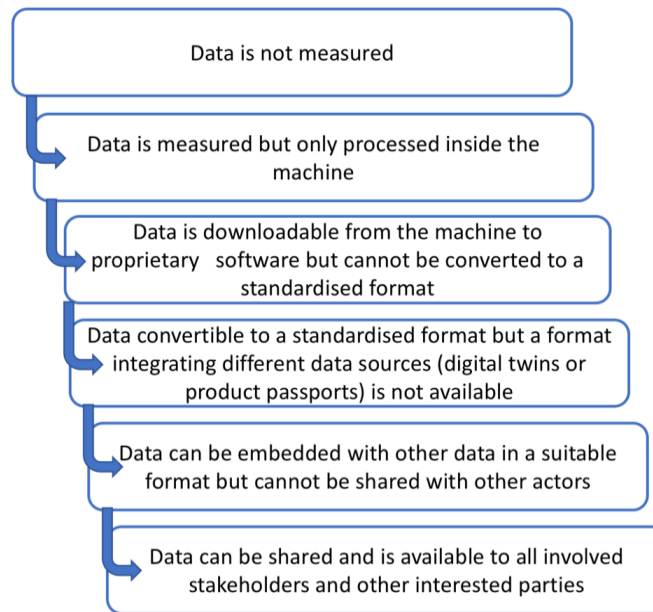 Data is not measured
Data is measured but only processed inside the
machine
Data is downloadable from the machine to
proprietary software but cannot be converted to a
standardised format
Data convertible to a standardised format but a format
integrating different data sources (digital twins or
product passports) is not available
Data can be embedded with other data in a suitable
format but cannot be shared with other actors
Data can be shared and is available to all involved
stakeholders and other interested parties